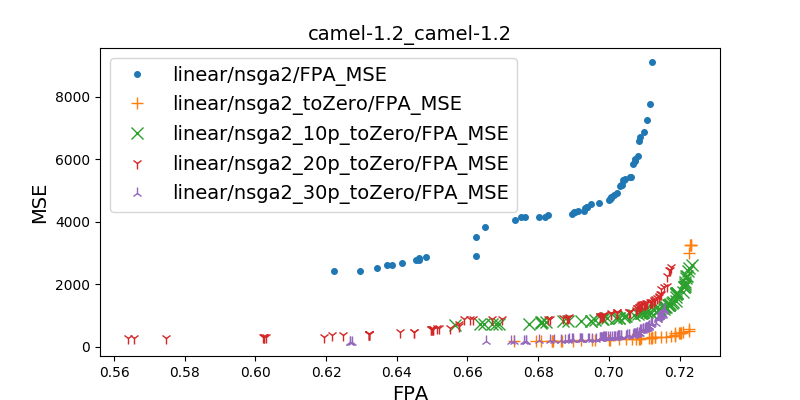 camel-1.2_camel-1.2
linear/nsga2/FPA_MSE
linear/nsga2_toZero/FPA_MSE
linear/nsga2_10p_toZero/FPA_MSE
linear/nsga2_20p_toZero/FPA_MSE
linear/nsga2_30p_toZero/FPA_MSE
MSE
8000
6000
4000
2000
0
0.56 0.58 0.60 0.62 0.64 0.66 0.68 0.70 0.72
FPA